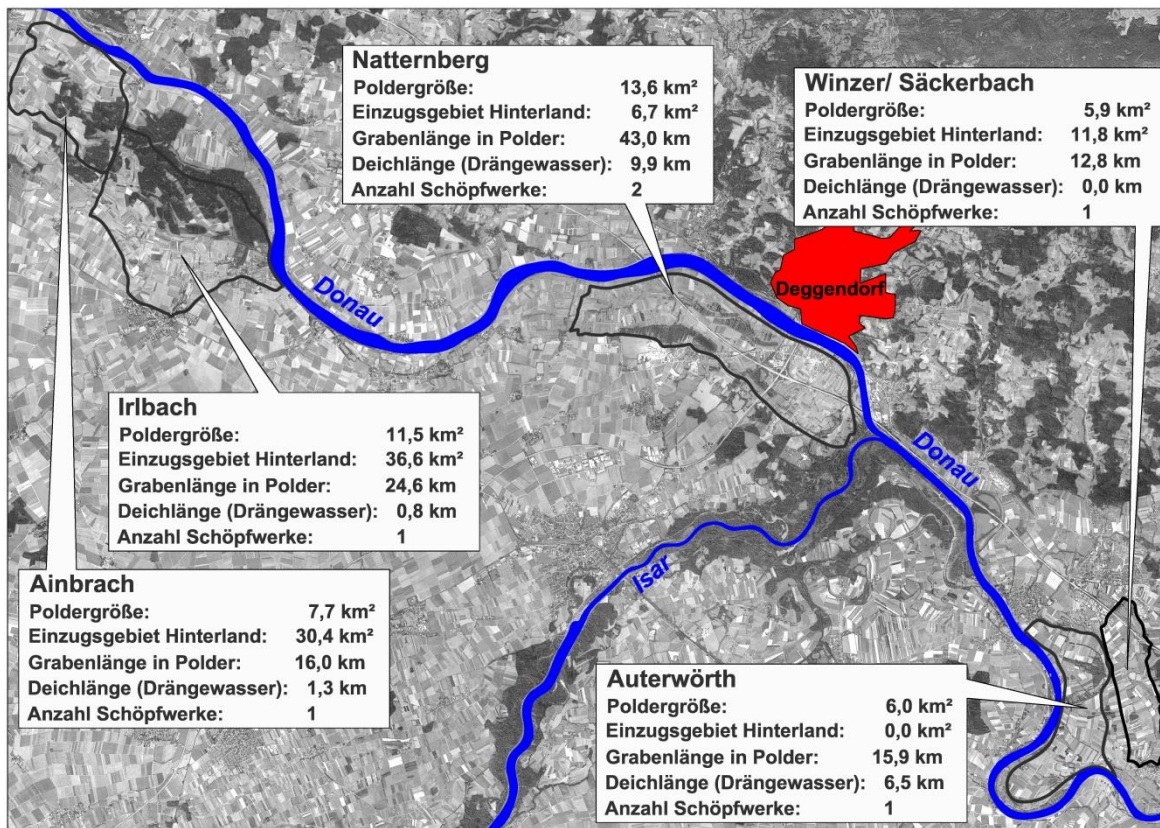 Natternberg
Poldergröße: 13,6 km²
Einzugsgebiet Hinterland: 6,7 km²
Grabenlänge in Polder: 43,0 km
Deichlänge (Drängewasser): 9,9 km
Anzahl Schöpfwerke: 2
Winzer/ Säckerbach
Poldergröße: 5,9 km²
Einzugsgebiet Hinterland: 11,8 km²
Grabenlänge in Polder: 12,8 km
Deichlänge (Drängewasser): 0,0 km
Anzahl Schöpfwerke: 1
Deggendorf
Donau
Irlbach
Poldergröße: 11,5 km²
Einzugsgebiet Hinterland: 36,6 km²
Grabenlänge in Polder: 24,6 km
Deichlänge (Drängewasser): 0,8 km
Anzahl Schöpfwerke: 1
Donau
Isar
Ainbrach
Poldergröße: 7,7 km²
Einzugsgebiet Hinterland: 30,4 km²
Grabenlänge in Polder: 16,0 km
Deichlänge (Drängewasser): 1,3 km
Anzahl Schöpfwerke: 1
Auterwörth
Poldergröße: 6,0 km²
Einzugsgebiet Hinterland: 0,0 km²
Grabenlänge in Polder: 15,9 km
Deichlänge (Drängewasser): 6,5 km
Anzahl Schöpfwerke: 1